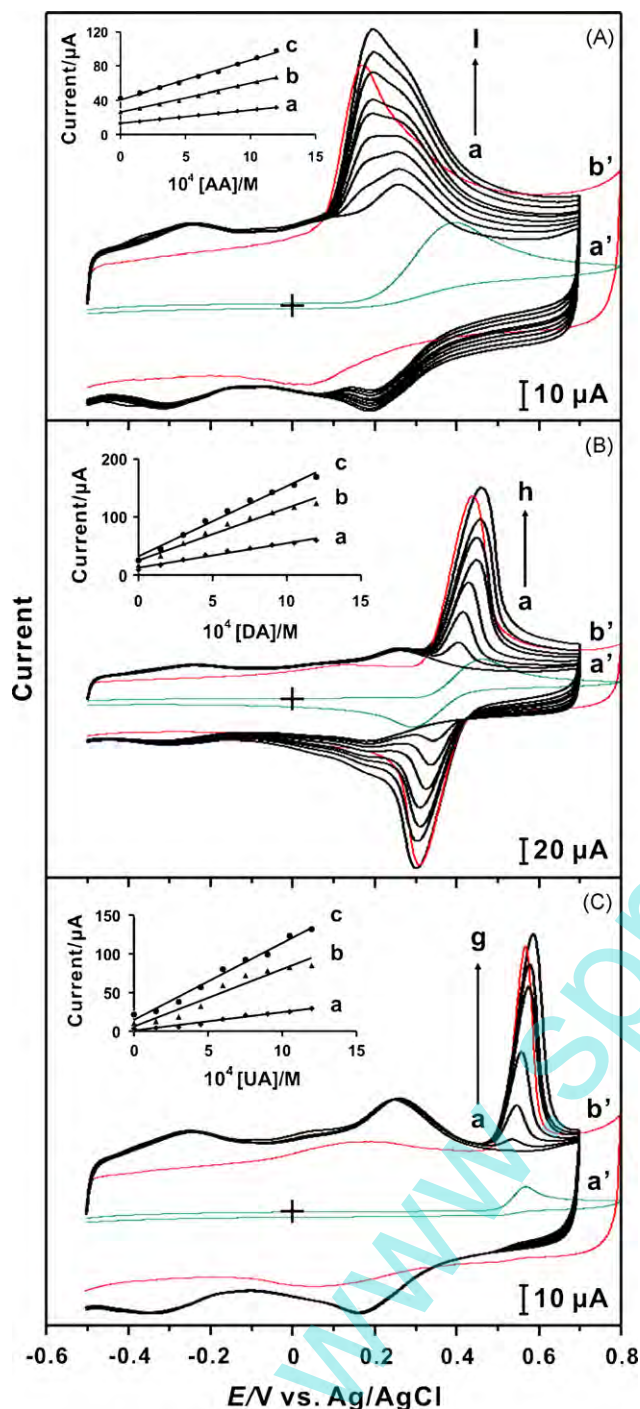 (A)
120
80
40
0
Current/µA
c
b
a
0 5 10 15
10⁴ [AA]/M
l
a
b'
a'
10 µA
(B)
200
100
0
Current/µA
c
b
a
0 5 10 15
10⁴ [DA]/M
h
a
b'
a'
20 µA
Current
(C)
150
100
50
0
Current/µA
c
b
a
0 5 10 15
10⁴ [UA]/M
g
a
b'
a'
10 µA
-0.6 -0.4 -0.2 0.0 0.2 0.4 0.6 0.8
E/V vs. Ag/AgCl
www.sp